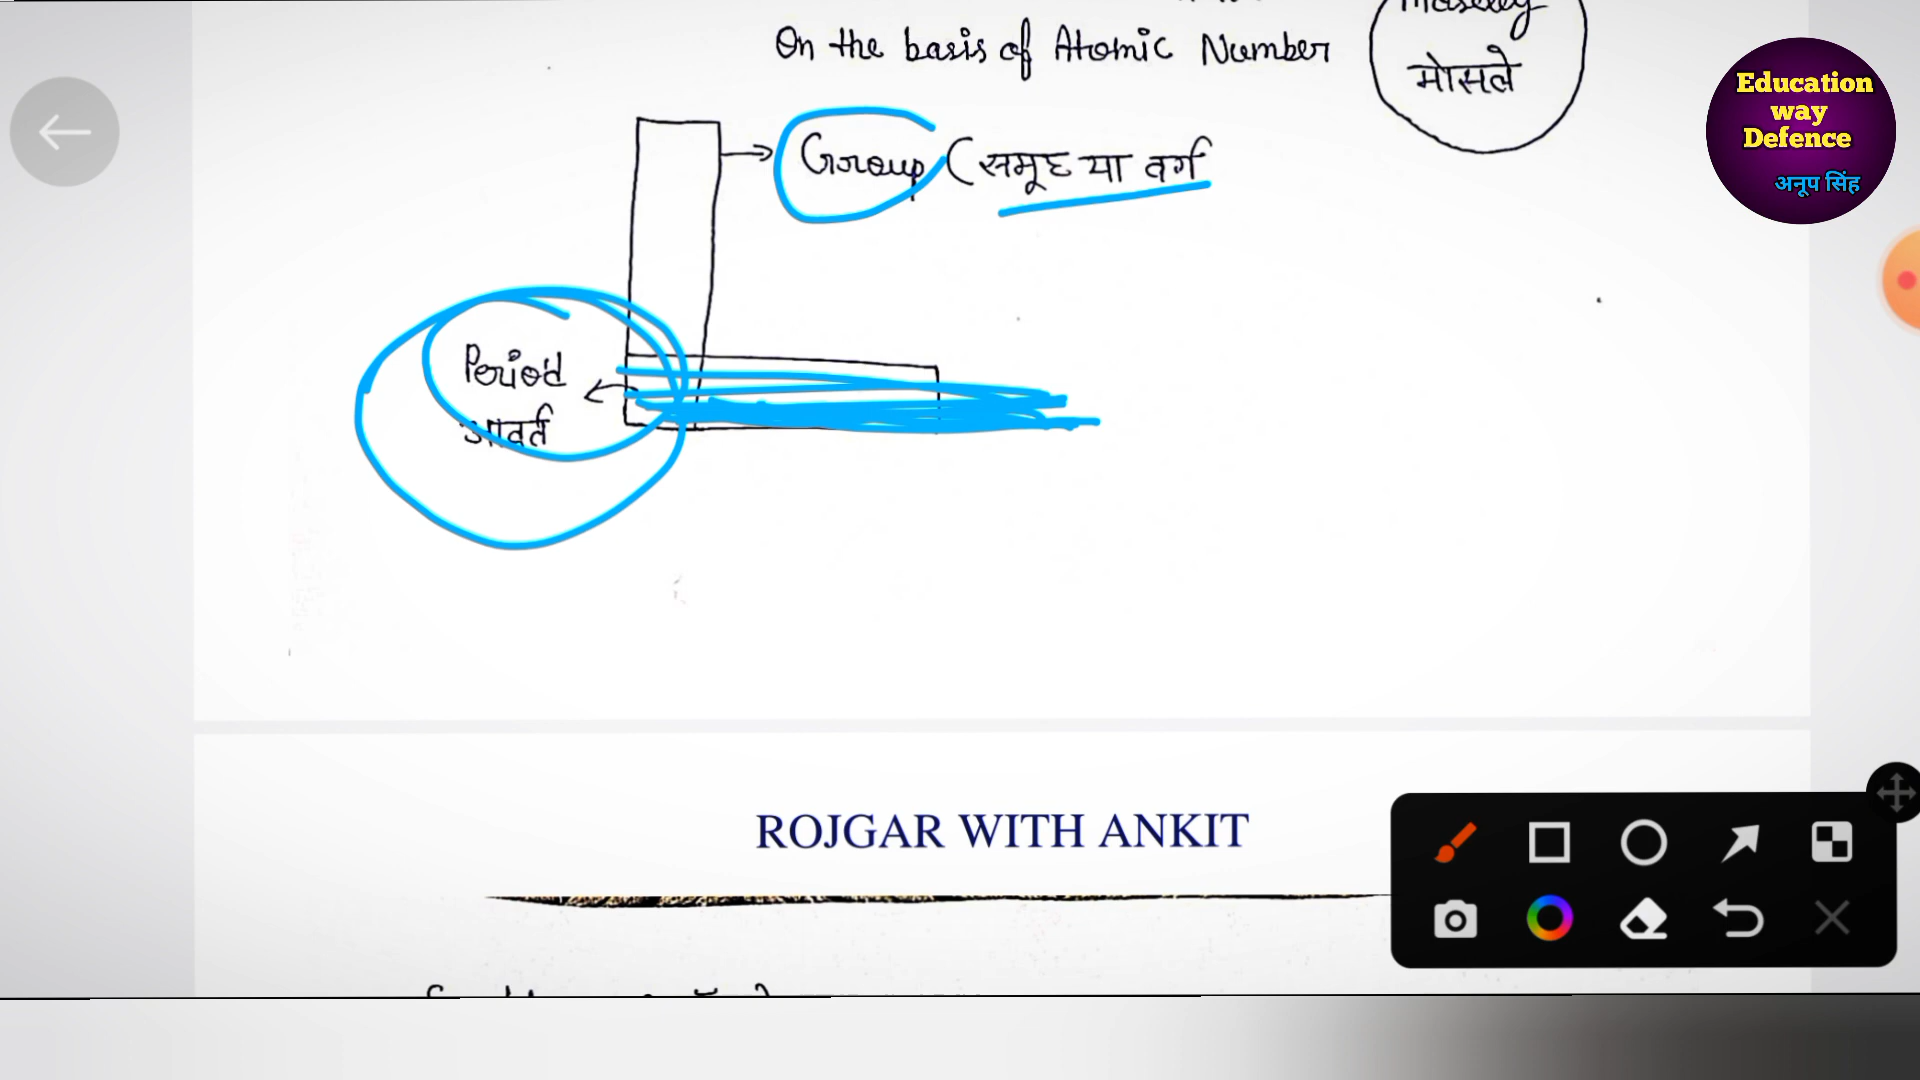 On the basis of Atomic Number
मोसले
Education
way
Defence
अनूप सिंह
Group (समूह या वर्ग
Period
आवर्त
ROJGAR WITH ANKIT